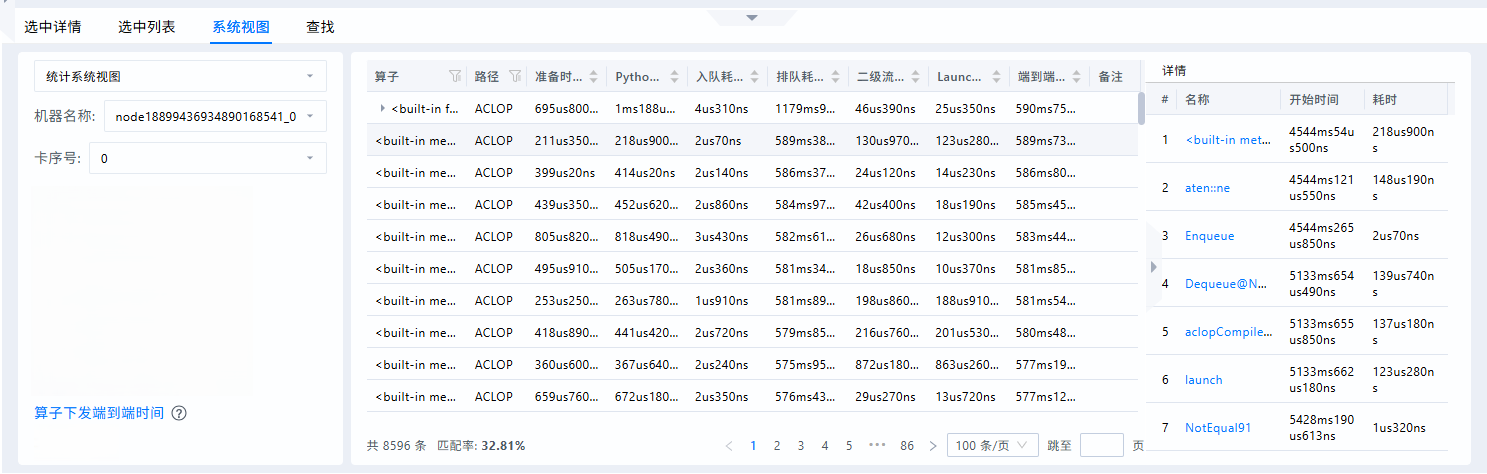 选中详情 选中列表 系统视图 查找
统计系统视图
机器名称: node18899436934890168541_0
卡序号: 0
算子下发端到端时间 ?
算子 路径 准备时... Pytho... 入队耗... 排队耗... 二级流... Launc... 端到端... 备注
<built-in f... ACLOP 695us800... 1ms188u... 4us310ns 1179ms9... 46us390ns 25us350ns 590ms75...
<built-in me... ACLOP 211us350... 218us900... 2us70ns 589ms38... 130us970... 123us280... 589ms73...
<built-in me... ACLOP 399us20ns 414us20ns 2us140ns 586ms37... 24us120ns 14us230ns 586ms80...
<built-in me... ACLOP 439us350... 452us620... 2us860ns 584ms97... 42us400ns 18us190ns 585ms45...
<built-in me... ACLOP 805us820... 818us490... 3us430ns 582ms61... 26us680ns 12us300ns 583ms44...
<built-in me... ACLOP 495us910... 505us170... 2us360ns 581ms34... 18us850ns 10us370ns 581ms85...
<built-in me... ACLOP 253us250... 263us780... 1us910ns 581ms89... 198us860... 188us910... 581ms54...
<built-in me... ACLOP 418us890... 441us420... 2us720ns 579ms85... 216us760... 201us530... 580ms48...
<built-in me... ACLOP 360us600... 367us640... 2us240ns 575ms95... 872us180... 863us260... 577ms19...
<built-in me... ACLOP 659us760... 672us180... 2us350ns 576ms43... 29us270ns 13us720ns 577ms12...
共 8596 条 匹配率: 32.81% < 1 2 3 4 5 ••• 86 > 100 条/页 跳至 页
详情
# 名称 开始时间 耗时
1 <built-in met... 4544ms54us500ns 218us900ns
2 aten::ne 4544ms121us550ns 148us190ns
3 Enqueue 4544ms265us850ns 2us70ns
4 Dequeue@N... 5133ms654us490ns 139us740ns
5 aclopCompile... 5133ms655us850ns 137us180ns
6 launch 5133ms662us180ns 123us280ns
7 NotEqual91 5428ms190us613ns 1us320ns